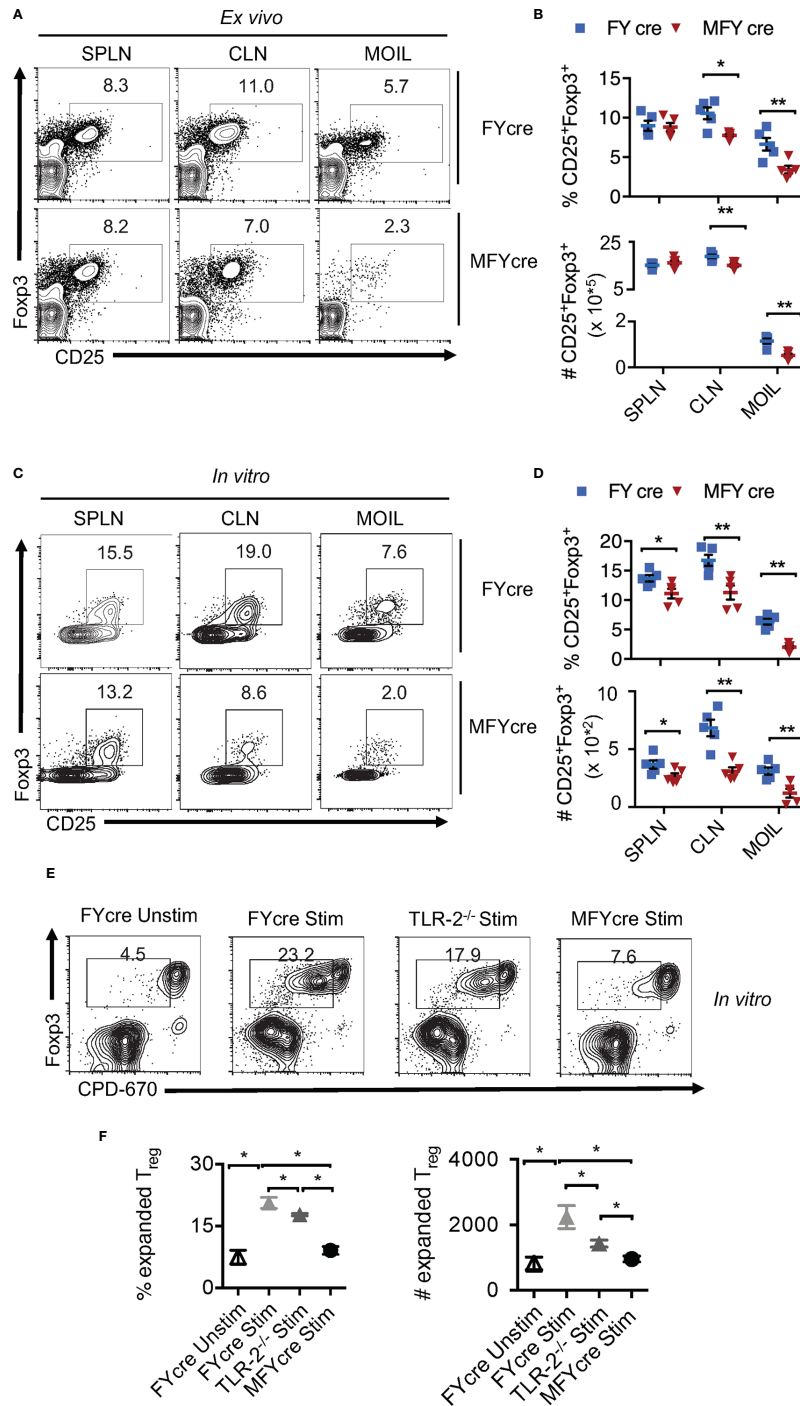 A
Ex vivo
SPLN CLN MOIL
8.3 11.0 5.7
FYcre
8.2 7.0 2.3
MFYcre
Foxp3
CD25
B
FY cre MFY cre
% CD25+Foxp3+
15
10
5
0
* **
# CD25+Foxp3+
(x 10*5)
25
5
2
0
** **
SPLN CLN MOIL
C
In vitro
SPLN CLN MOIL
15.5 19.0 7.6
FYcre
13.2 8.6 2.0
MFYcre
Foxp3
CD25
D
FY cre MFY cre
% CD25+Foxp3+
20
15
10
5
0
* ** **
# CD25+Foxp3+
(x 10*2)
10
5
0
* ** **
SPLN CLN MOIL
E
FYcre Unstim FYcre Stim TLR-2-/- Stim MFYcre Stim
4.5 23.2 17.9 7.6
In vitro
Foxp3
CPD-670
F
% expanded Treg
30
15
0
* * * *
FYcre Unstim
FYcre Stim
TLR-2-/- Stim
MFYcre Stim
# expanded Treg
4000
2000
0
* * * *
FYcre Unstim
FYcre Stim
TLR-2-/- Stim
MFYcre Stim